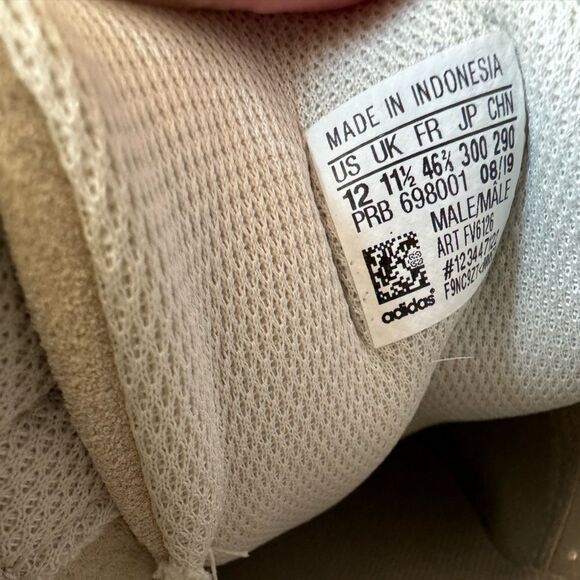 MADE IN INDONESIA
US UK FR JP CHN
12 11½ 46⅔ 300 290
PRB 698001 08/19
MALE/MÂLE
ART FV6126
adidas